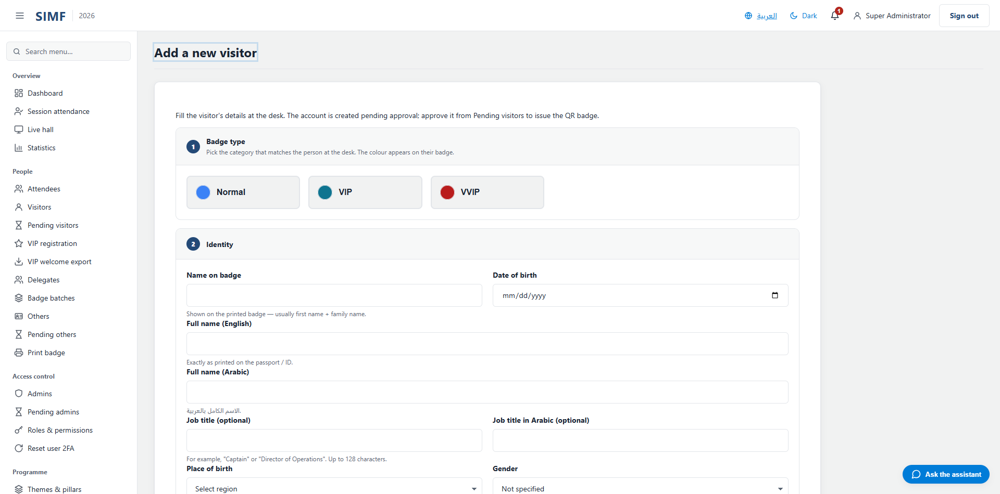 SIMF 2026
العربية
Dark
1
Super Administrator
Sign out
Search menu...
Overview
Dashboard
Session attendance
Live hall
Statistics
People
Attendees
Visitors
Pending visitors
VIP registration
VIP welcome export
Delegates
Badge batches
Others
Pending others
Print badge
Access control
Admins
Pending admins
Roles & permissions
Reset user 2FA
Programme
Themes & pillars
Add a new visitor
Fill the visitor's details at the desk. The account is created pending approval; approve it from Pending visitors to issue the QR badge.
1 Badge type
Pick the category that matches the person at the desk. The colour appears on their badge.
Normal
VIP
VVIP
2 Identity
Name on badge
Date of birth
mm/dd/yyyy
Shown on the printed badge — usually first name + family name.
Full name (English)
Exactly as printed on the passport / ID.
Full name (Arabic)
الاسم الكامل بالعربية.
Job title (optional)
Job title in Arabic (optional)
For example, "Captain" or "Director of Operations". Up to 128 characters.
Place of birth
Gender
Select region
Not specified
Ask the assistant